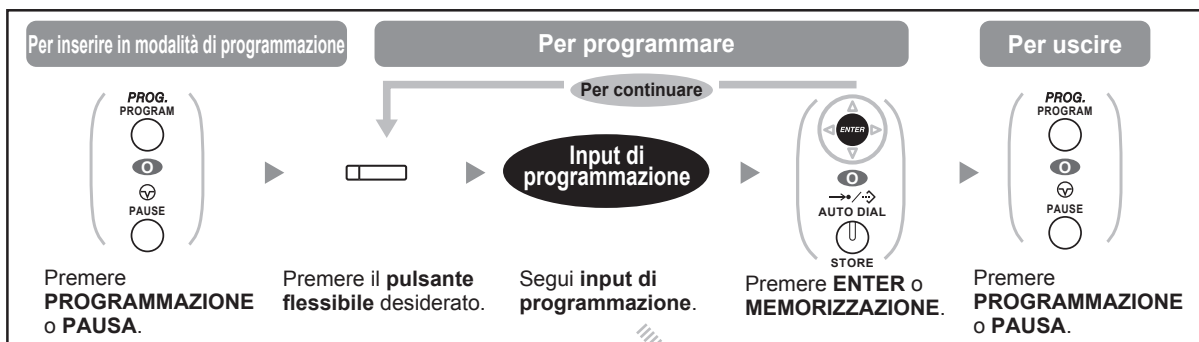 Per inserire in modalità di programmazione
Per programmare
Per uscire
Per continuare
PROG.
PROGRAM
O
PAUSE
Input di
programmazione
ENTER
O
AUTO DIAL
STORE
PROG.
PROGRAM
O
PAUSE
Premere
PROGRAMMAZIONE
o PAUSA.
Premere il pulsante
flessibile desiderato.
Segui input di
programmazione.
Premere ENTER o
MEMORIZZAZIONE.
Premere
PROGRAMMAZIONE
o PAUSA.